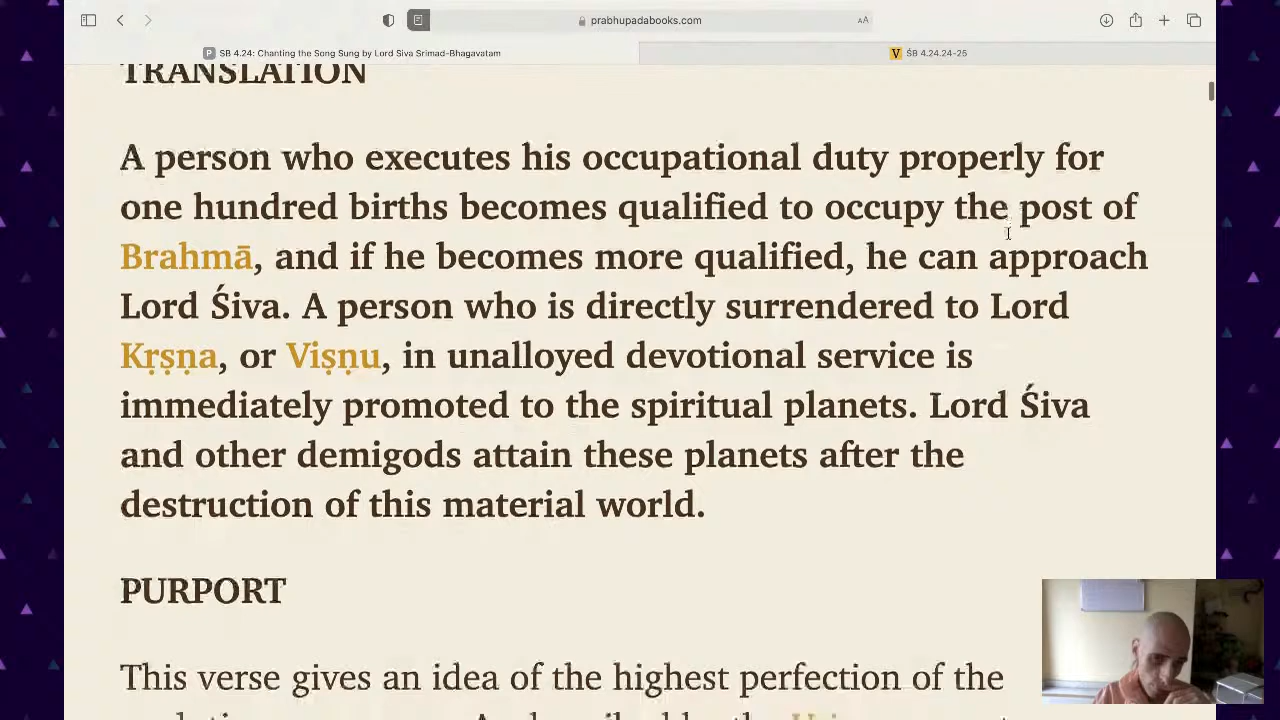 prabhupadabooks.com
AA
P SB 4.24: Chanting the Song Sung by Lord Siva Srimad-Bhagavatam
V ŚB 4.24.24-25
TRANSLATION
A person who executes his occupational duty properly for
one hundred births becomes qualified to occupy the post of
Brahmā, and if he becomes more qualified, he can approach
Lord Śiva. A person who is directly surrendered to Lord
Kṛṣṇa, or Viṣṇu, in unalloyed devotional service is
immediately promoted to the spiritual planets. Lord Śiva
and other demigods attain these planets after the
destruction of this material world.
PURPORT
This verse gives an idea of the highest perfection of the